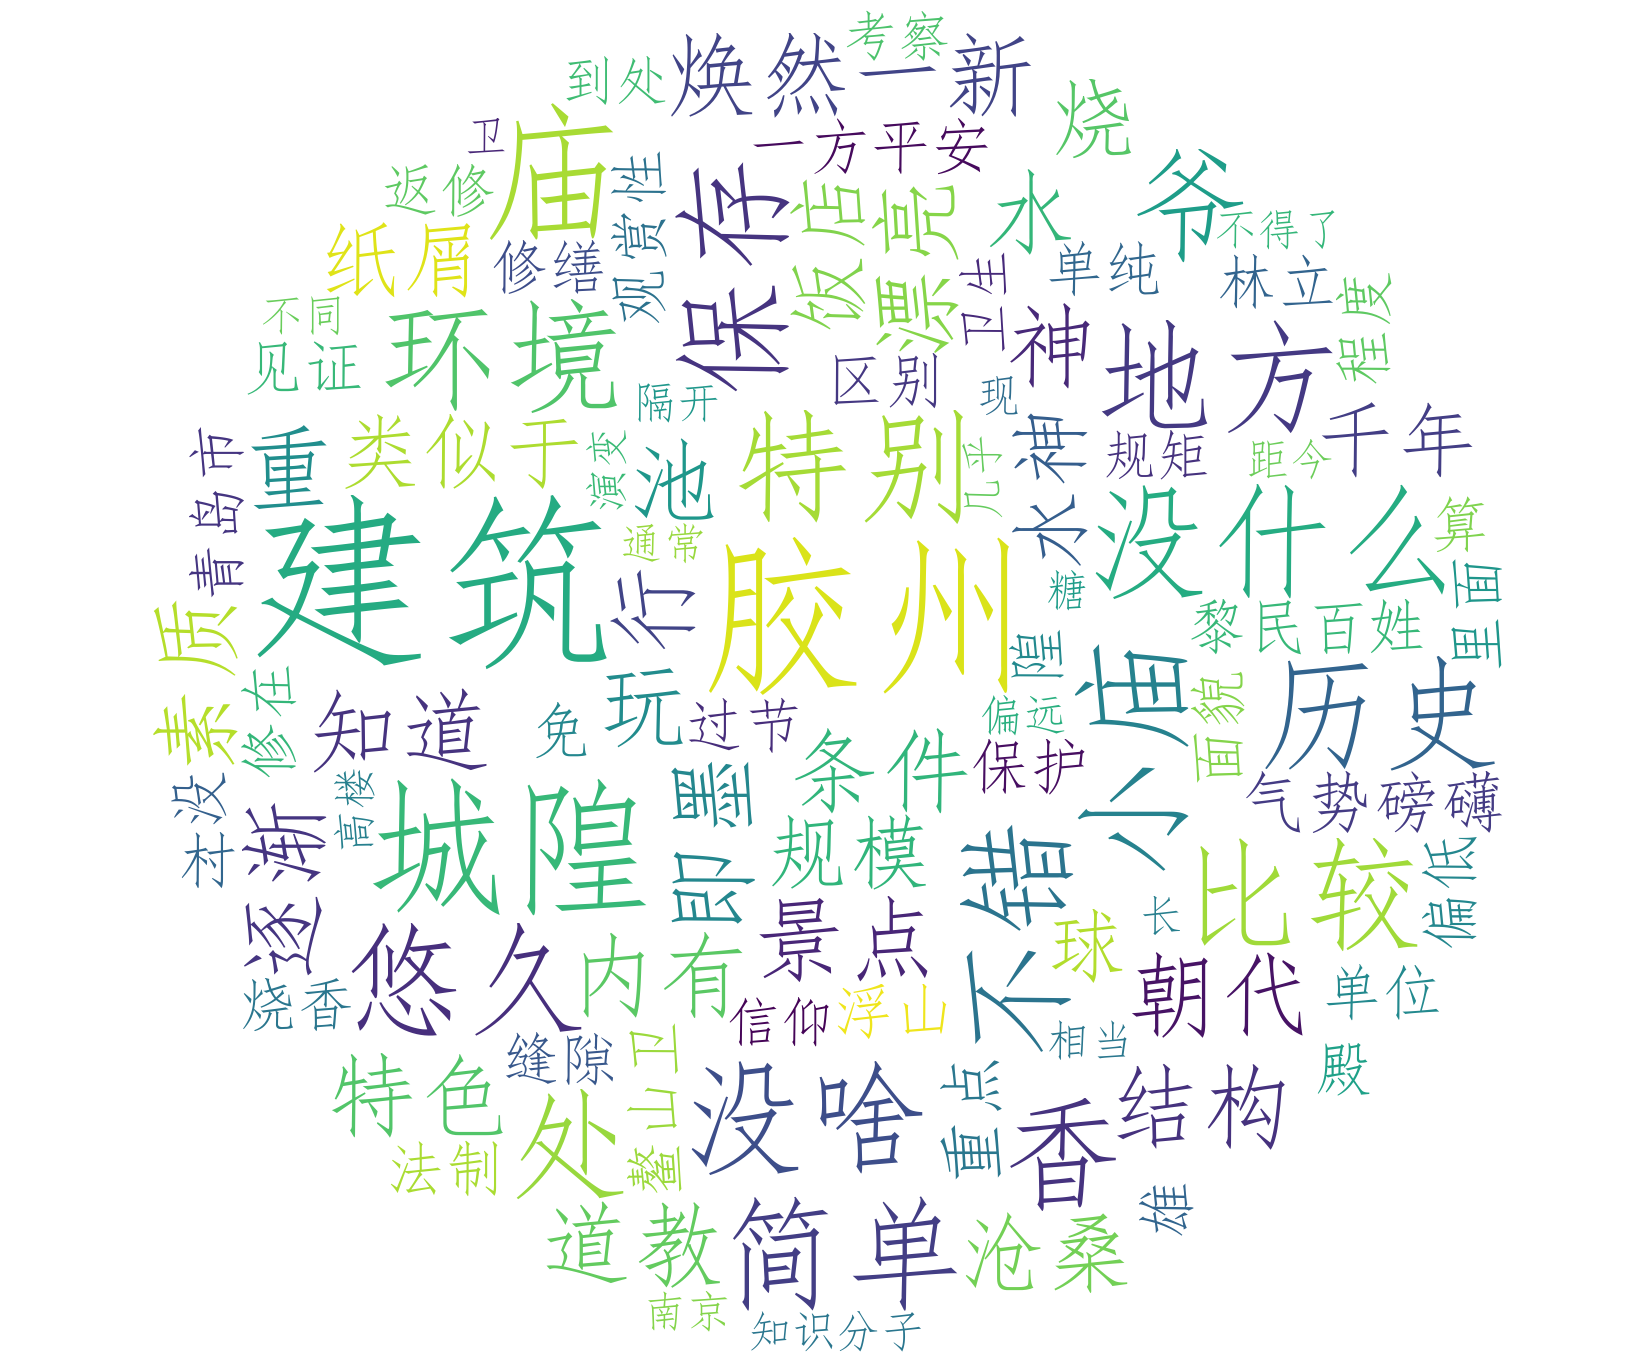 考察
焕然一新
到处
烧
卫
庙
一方平安
返修
观赏性
保存
饭店
漂亮
水
爷
不得了
纸屑
修缮
卫生
单纯
林立
程度
不同
环境
见证
神
地方
区别
隔开
现
千年
重
类似于
演变
池
特别
几乎
水神
规矩
距今
青岛市
建筑
通常
胶州
没什么
算
糖
里面
行
黎民百姓
素质
修在
隍
小庙
历史
知道
免
玩
过节
偏远
面貌
保护
条件
气势磅礴
村没
逐渐
高楼
城隍
即墨
规模
不错
比较
偏低
悠久
内有
景点
球
长
朝代
单位
烧香
信仰
浮山
缝隙
鳌山卫
相当
殿
特色
没啥
重点
结构
处
香
法制
雄
道教
简单
沧桑
南京
知识分子